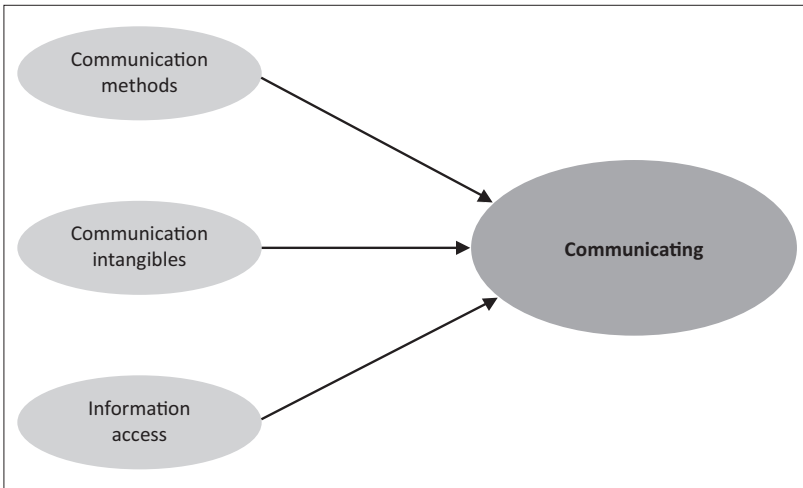 Communication
methods
Communication
intangibles
Communicating
Information
access